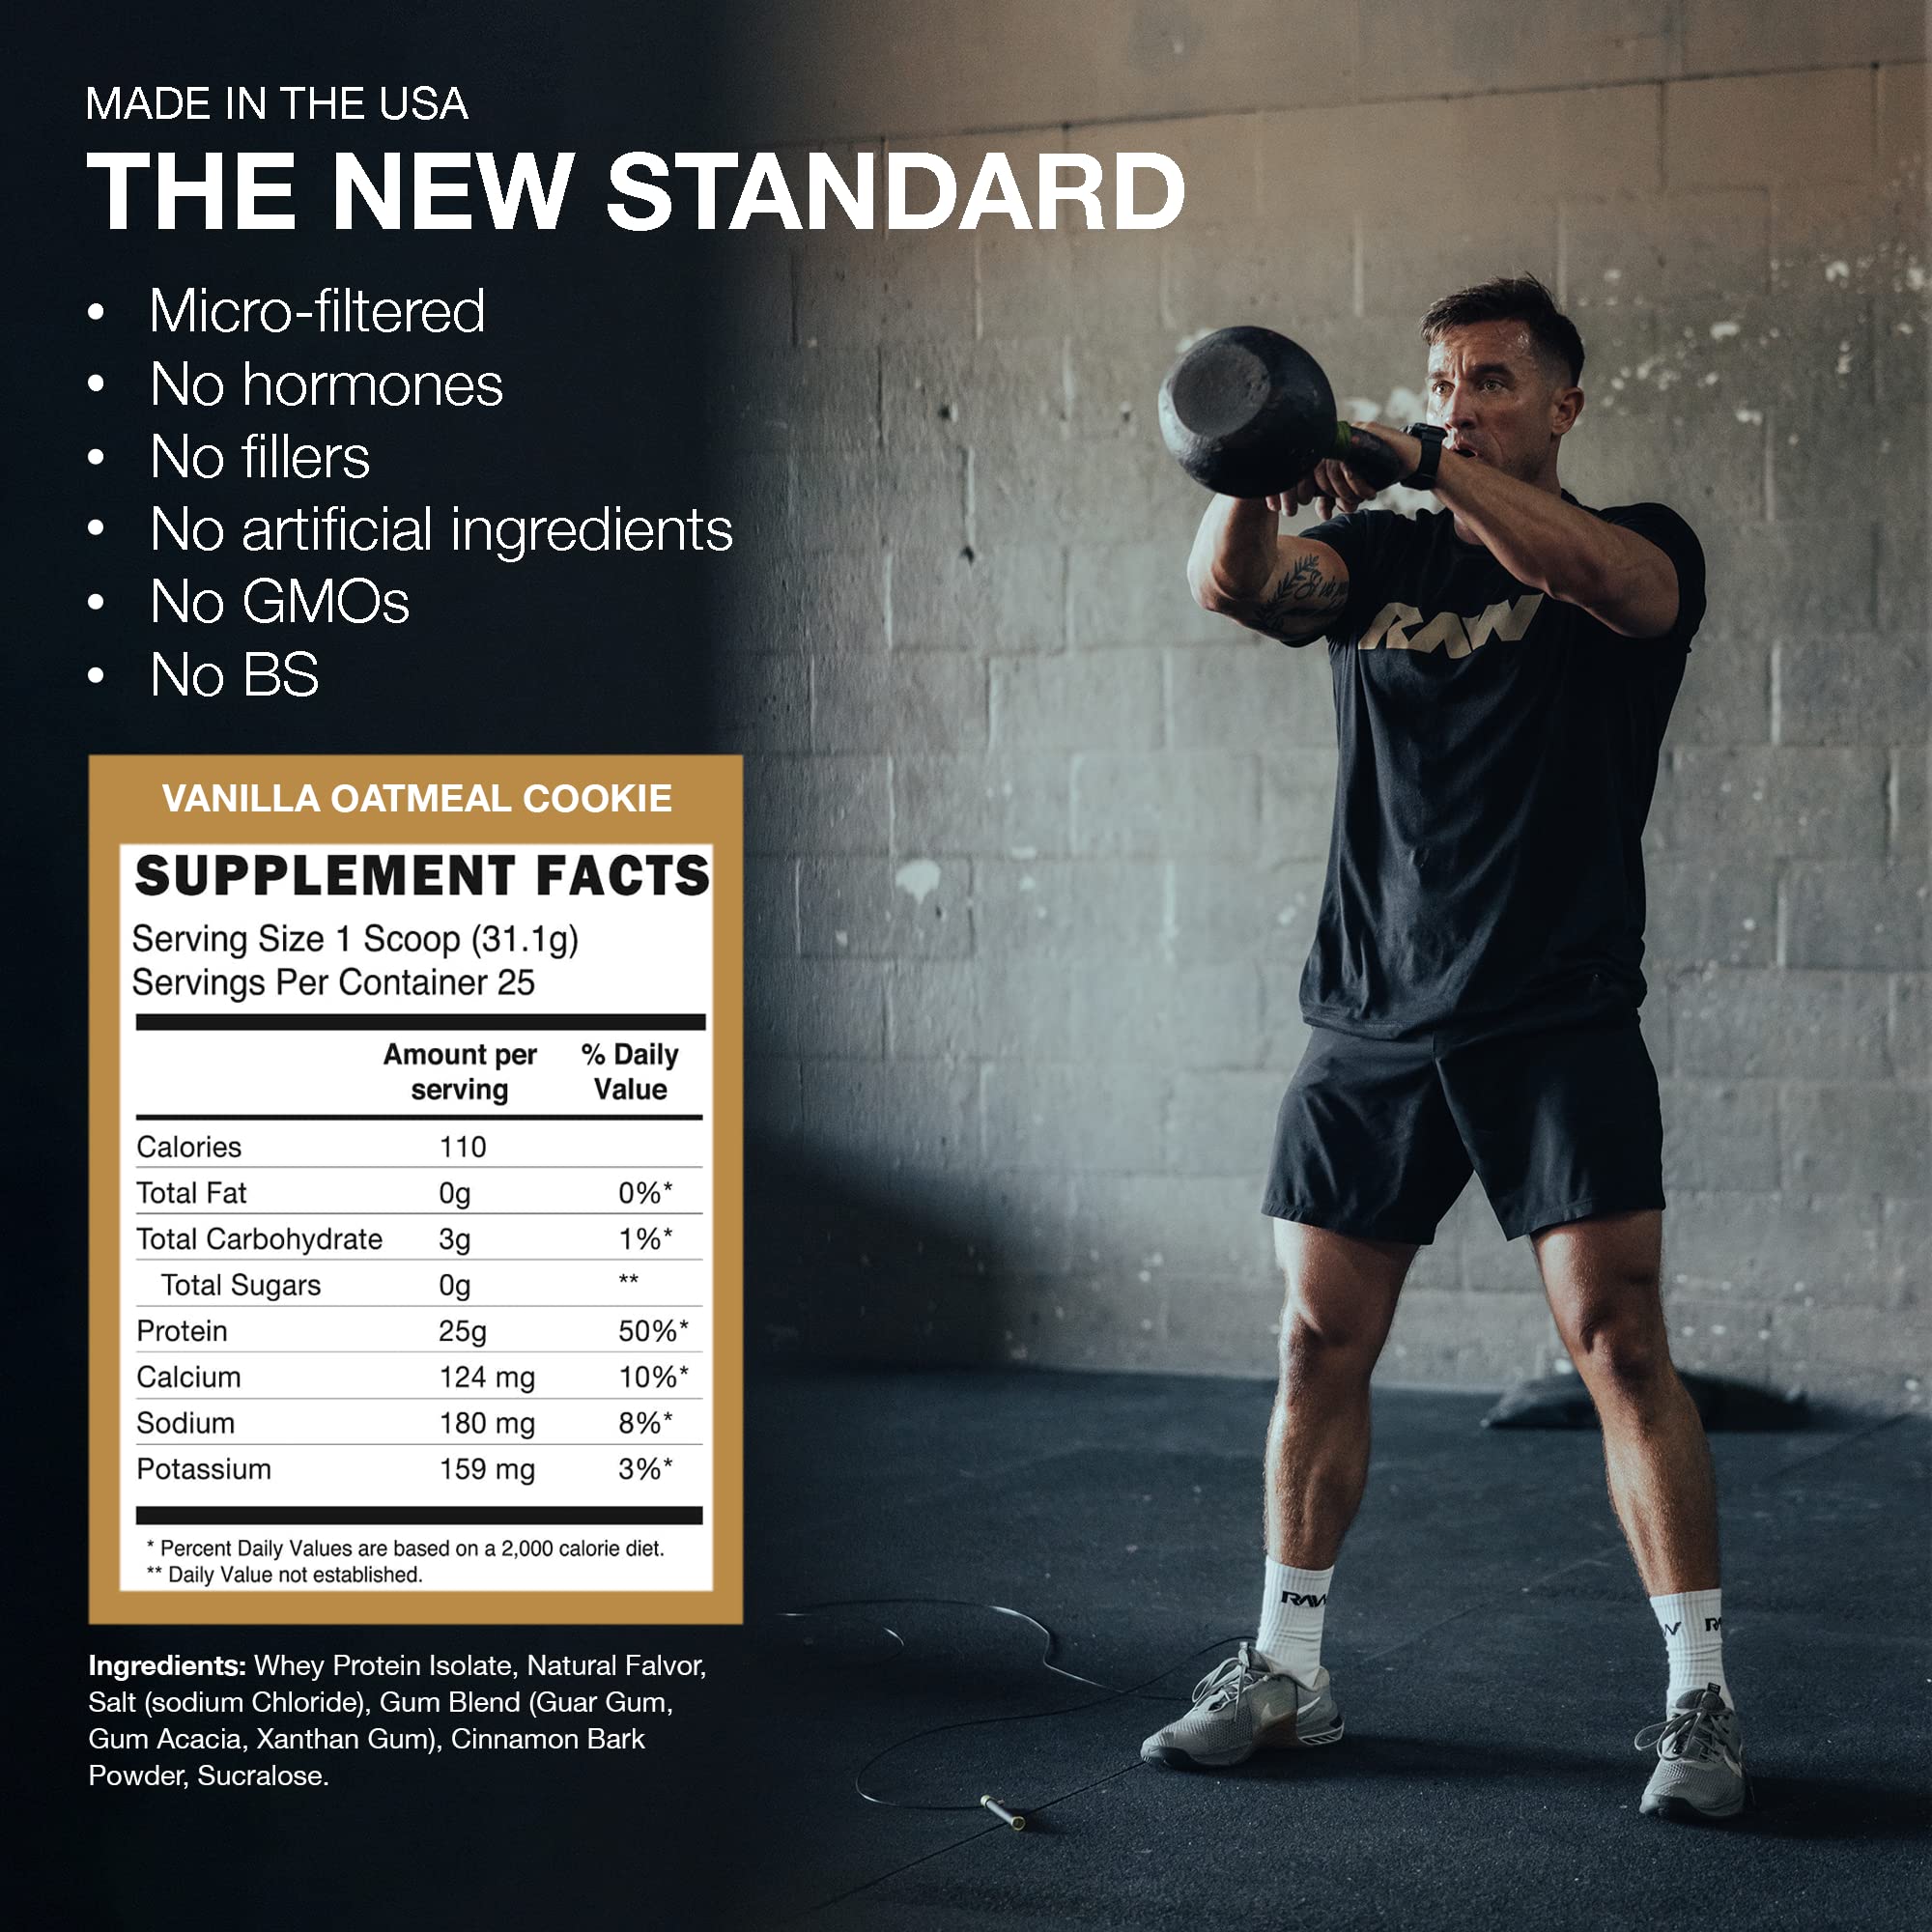 MADE IN THE USA
THE NEW STANDARD
• Micro-filtered
• No hormones
• No fillers
• No artificial ingredients
• No GMOs
• No BS
VANILLA OATMEAL COOKIE
SUPPLEMENT FACTS
Serving Size 1 Scoop (31.1g)
Servings Per Container 25
Amount per serving % Daily Value
Calories 110
Total Fat 0g 0%*
Total Carbohydrate 3g 1%*
Total Sugars 0g **
Protein 25g 50%*
Calcium 124 mg 10%*
Sodium 180 mg 8%*
Potassium 159 mg 3%*
* Percent Daily Values are based on a 2,000 calorie diet.
** Daily Value not established.
Ingredients: Whey Protein Isolate, Natural Falvor,
Salt (sodium Chloride), Gum Blend (Guar Gum,
Gum Acacia, Xanthan Gum), Cinnamon Bark
Powder, Sucralose.
RAW
RAW